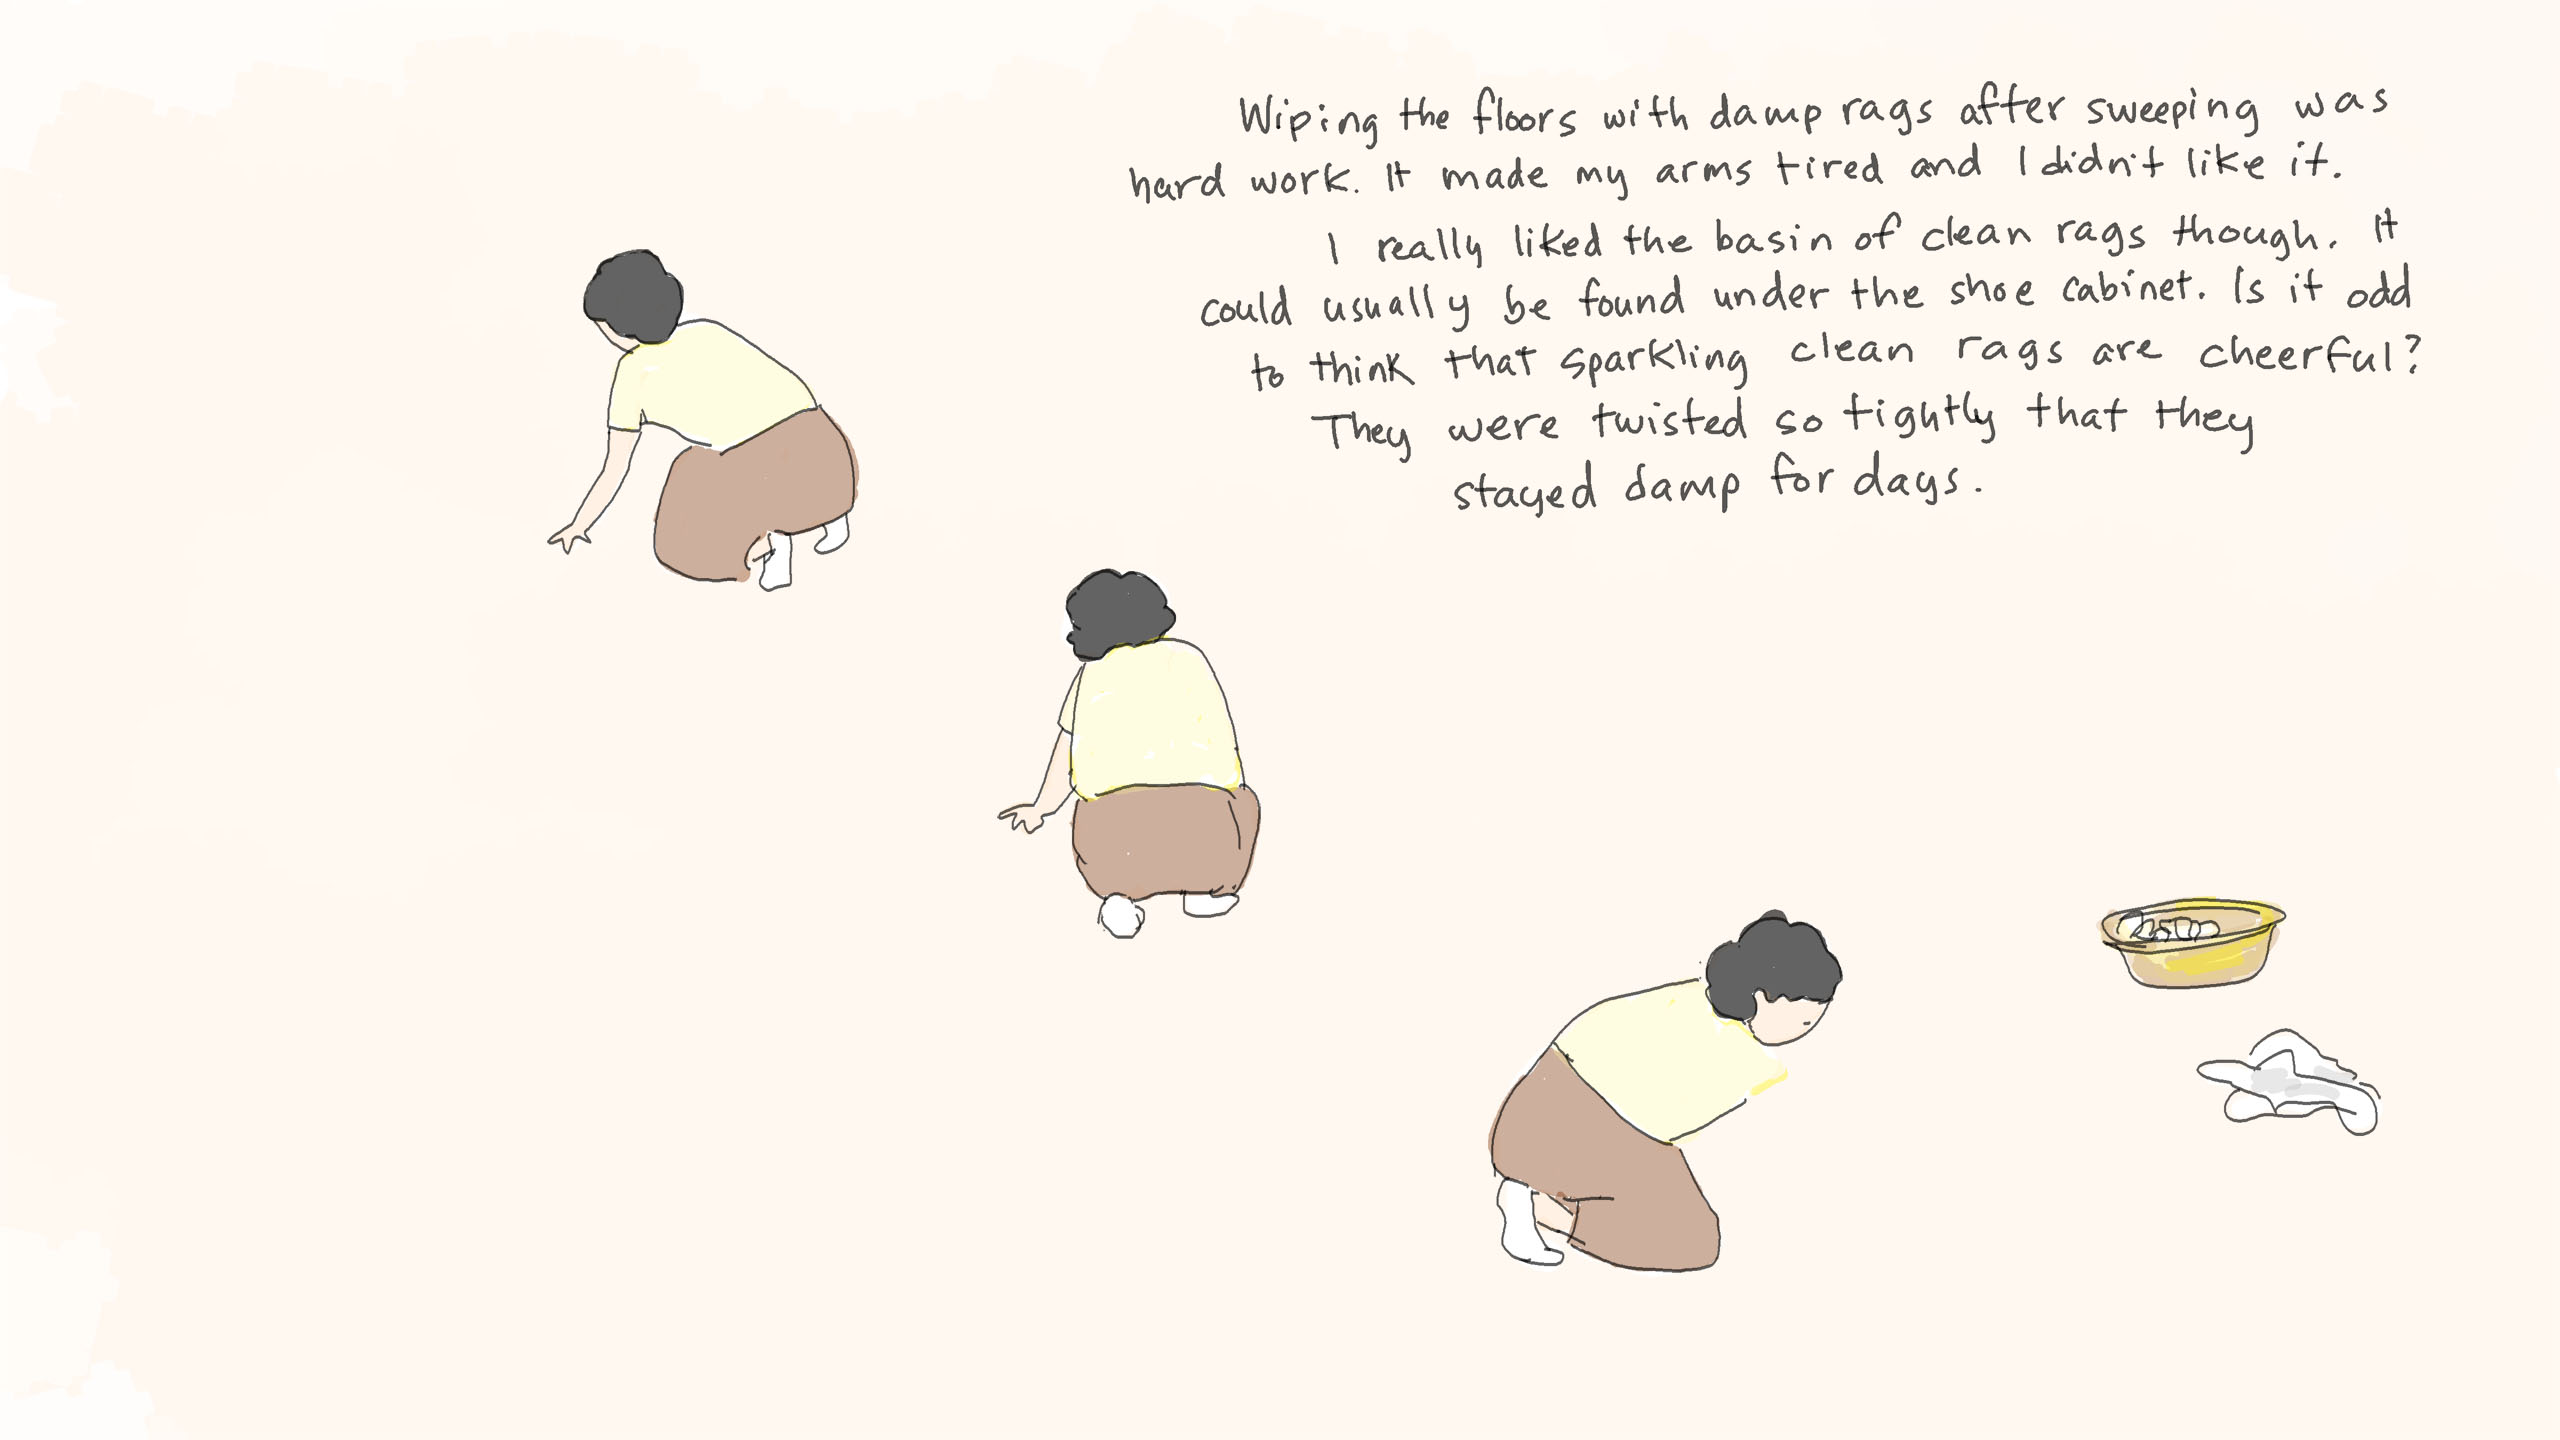 Wiping the floors with damp rags after sweeping was
hard work. It made my arms tired and I didn't like it.
I really liked the basin of clean rags though. It
could usually be found under the shoe cabinet. Is it odd
to think that sparkling clean rags are cheerful?
They were twisted so tightly that they
stayed damp for days.